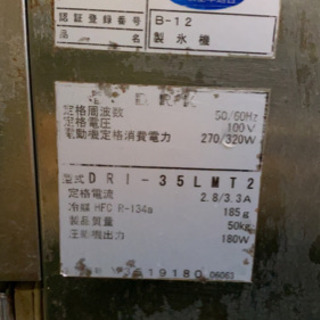 認証登録番号 B-12
品名 製氷機
定格周波数 50/60Hz
定格電圧 100V
電動機定格消費電力 270/320W
型式 DRI-35LMT2
定格電流 2.8/3.3A
冷媒 HFC R-134a 185g
製品質量 50kg
圧縮機出力 180W